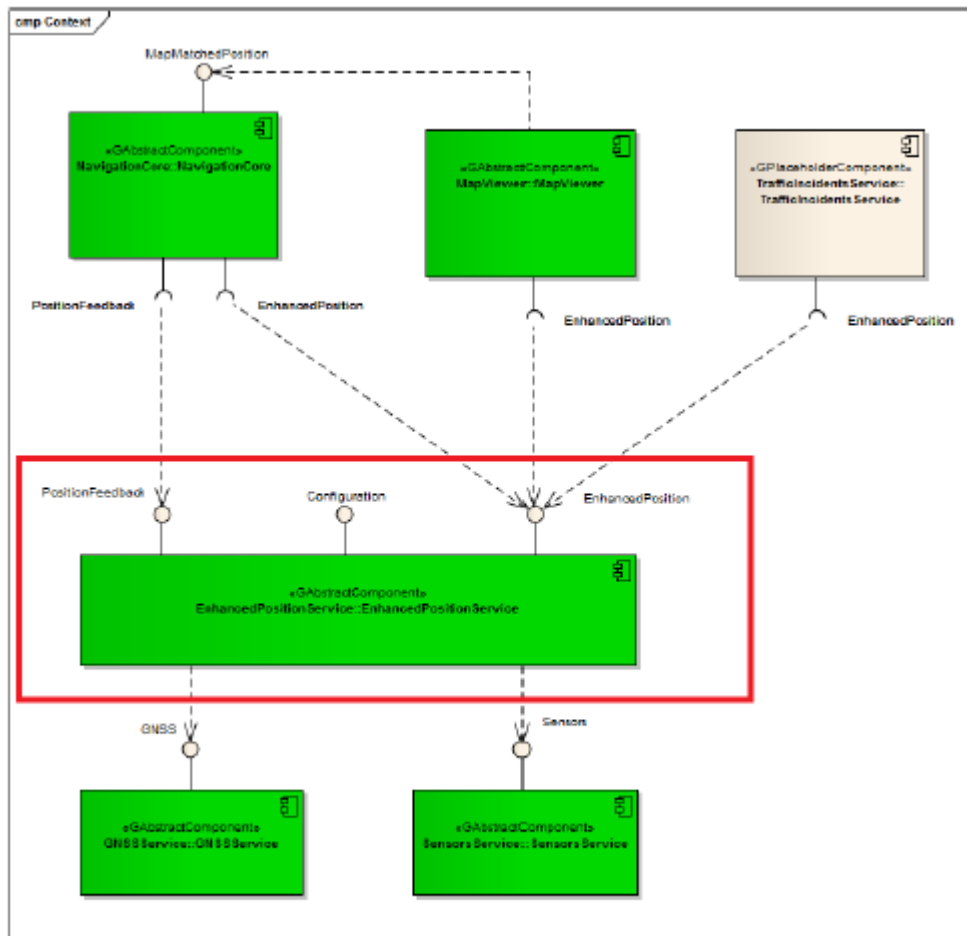 cmp Context
MapMatchedPosition
«GAbstractComponent»
NavigationCore::NavigationCore
«GAbstractComponent»
MapViewer::MapViewer
«GPlaceholderComponent»
TrafficIncidentsService::
TrafficIncidentsService
PositionFeedback
EnhancedPosition
EnhancedPosition
EnhancedPosition
PositionFeedback
Configuration
EnhancedPosition
«GAbstractComponent»
EnhancedPositionService::EnhancedPositionService
GNSS
Sensors
«GAbstractComponent»
GNSSService::GNSSService
«GAbstractComponent»
SensorsService::SensorsService